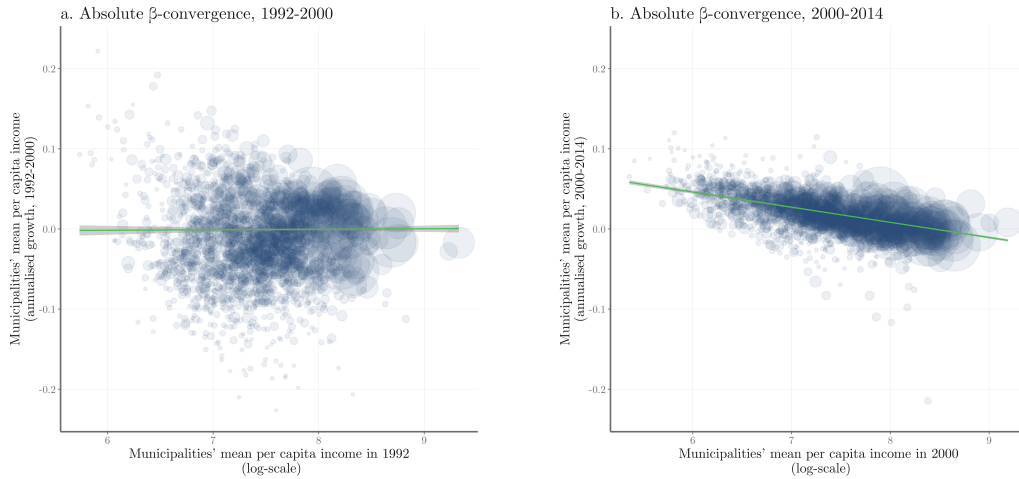 a. Absolute β-convergence, 1992-2000
Municipalities' mean per capita income
(annualised growth, 1992-2000)
0.2
0.1
0.0
-0.1
-0.2
6
7
8
9
Municipalities' mean per capita income in 1992
(log-scale)
b. Absolute β-convergence, 2000-2014
Municipalities' mean per capita income
(annualised growth, 2000-2014)
0.2
0.1
0.0
-0.1
-0.2
6
7
8
9
Municipalities' mean per capita income in 2000
(log-scale)